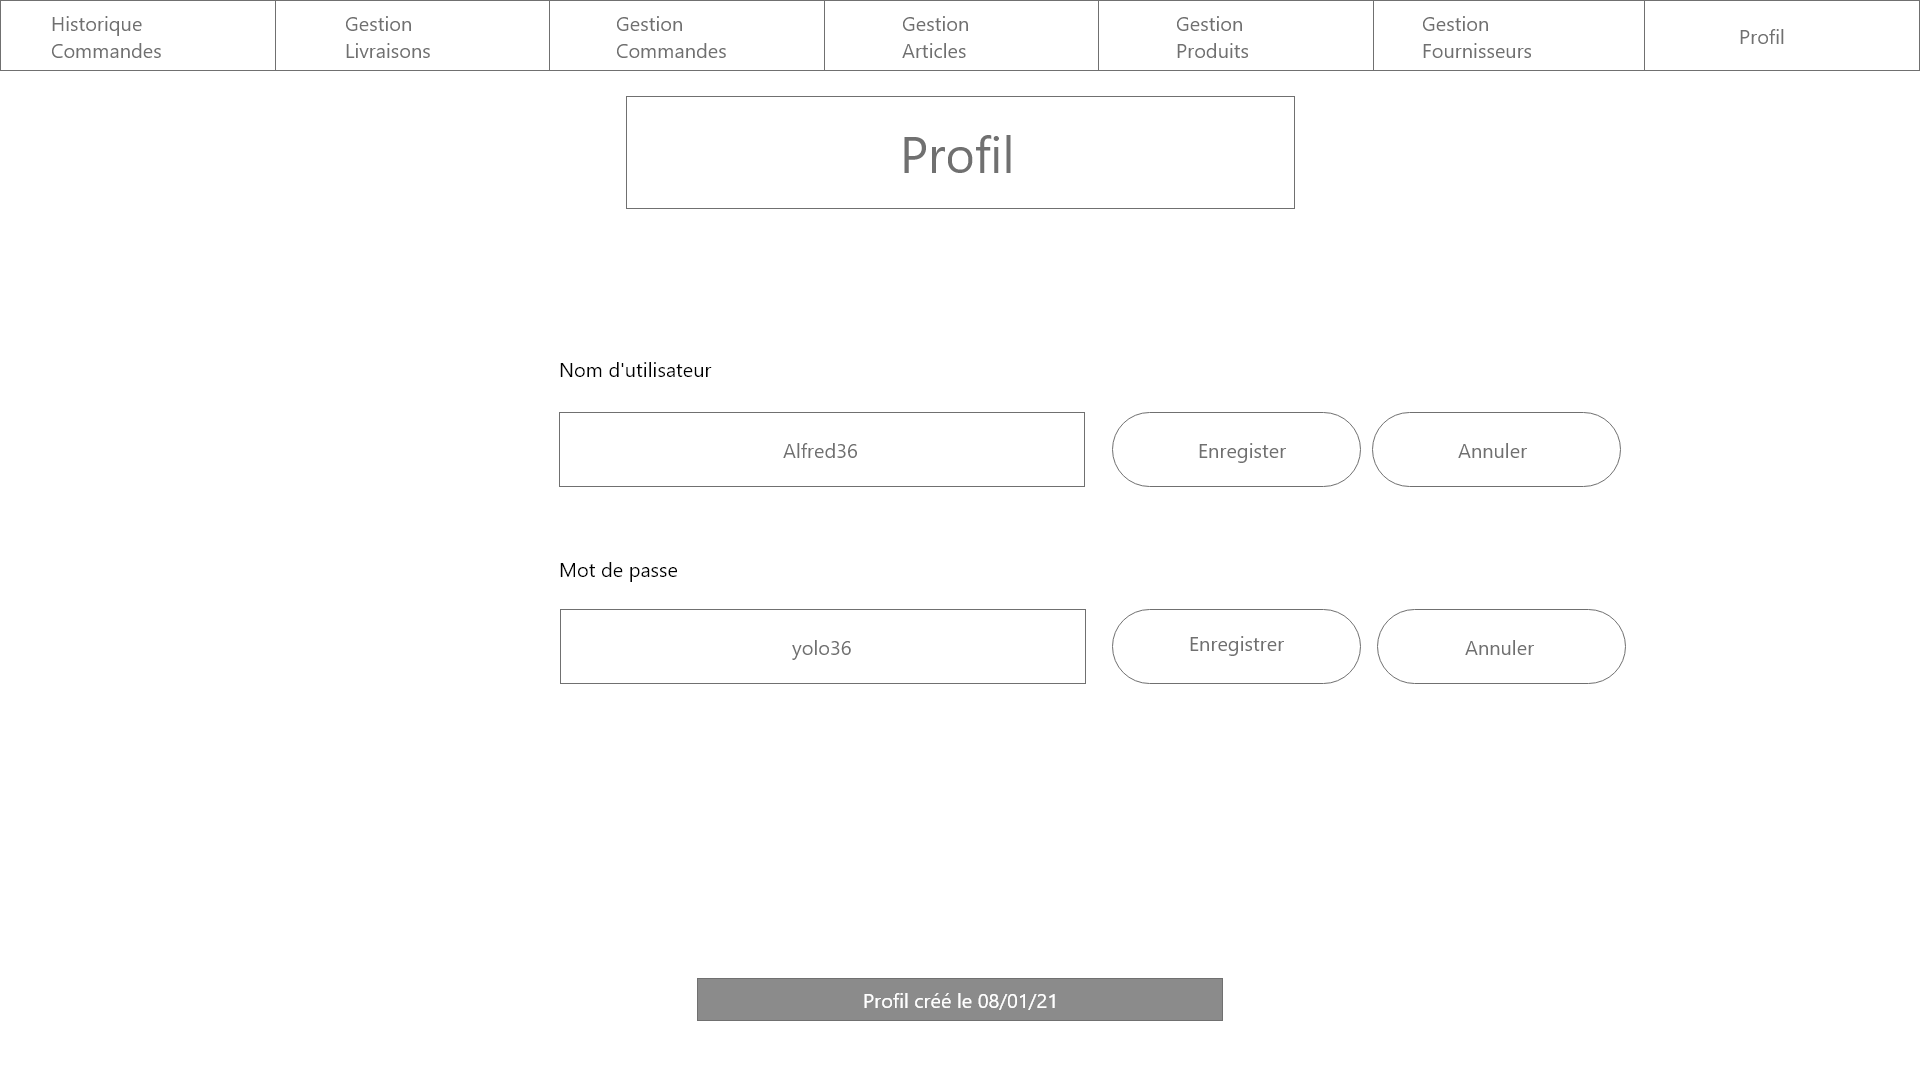 Historique
Commandes
Gestion
Livraisons
Gestion
Commandes
Gestion
Articles
Gestion
Produits
Gestion
Fournisseurs
Profil
Profil
Nom d'utilisateur
Alfred36
Enregister
Annuler
Mot de passe
yolo36
Enregistrer
Annuler
Profil créé le 08/01/21